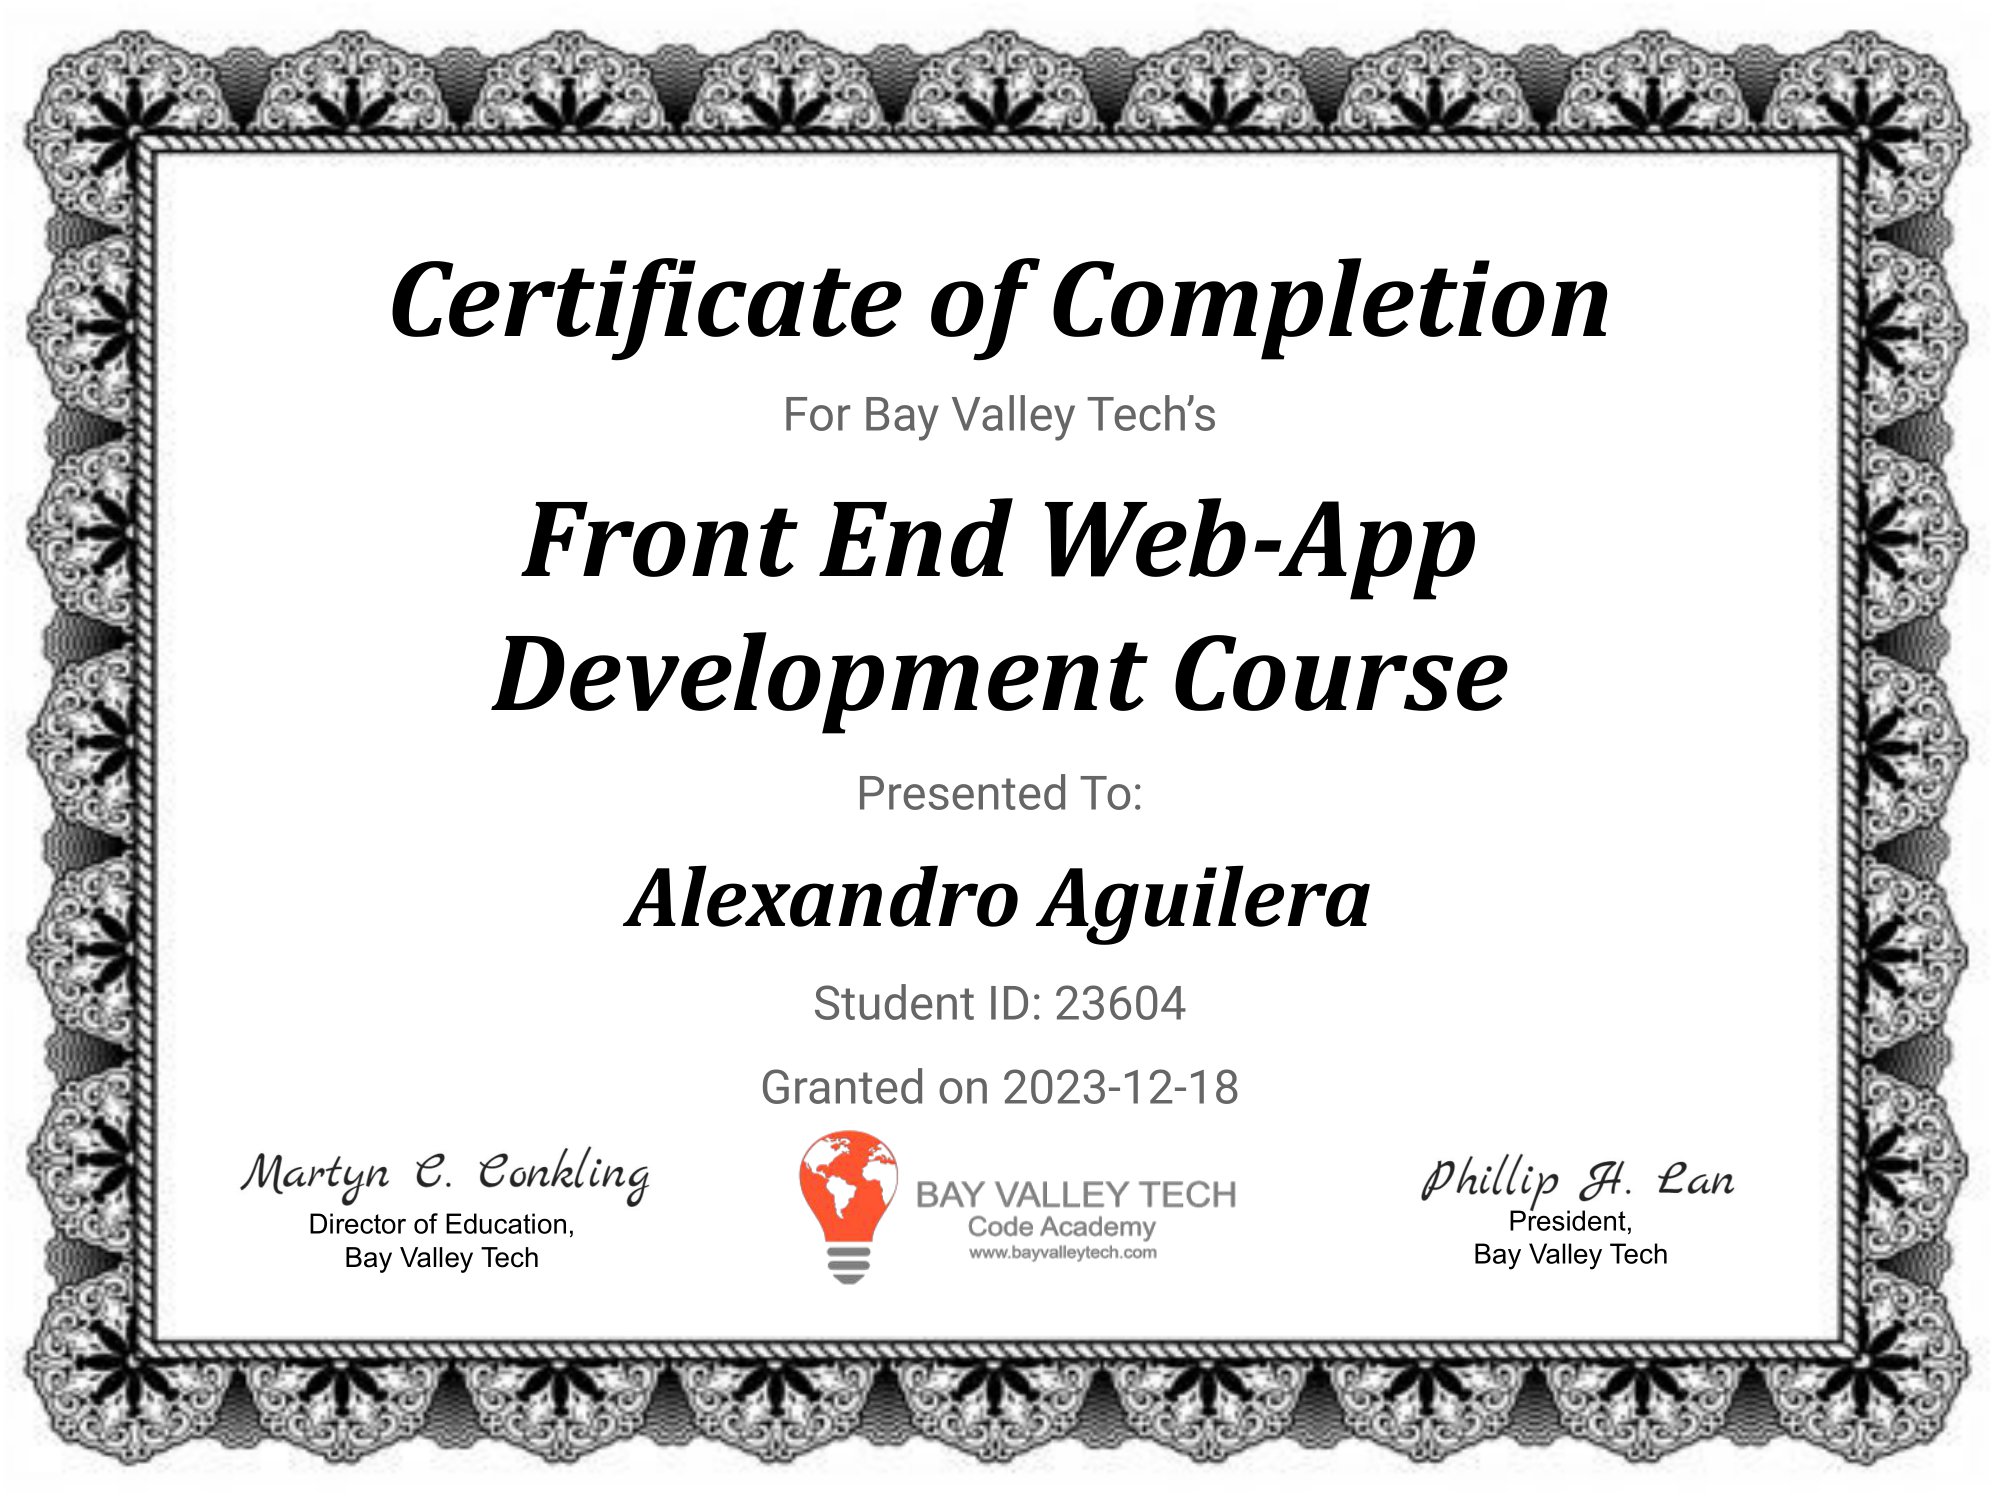 Certificate of Completion
For Bay Valley Tech’s
Front End Web-App
Development Course
Presented To:
Alexandro Aguilera
Student ID: 23604
Granted on 2023-12-18
Martyn C. Conkling
Director of Education,
Bay Valley Tech
BAY VALLEY TECH
Code Academy
www.bayvalleytech.com
Phillip H. Lan
President,
Bay Valley Tech